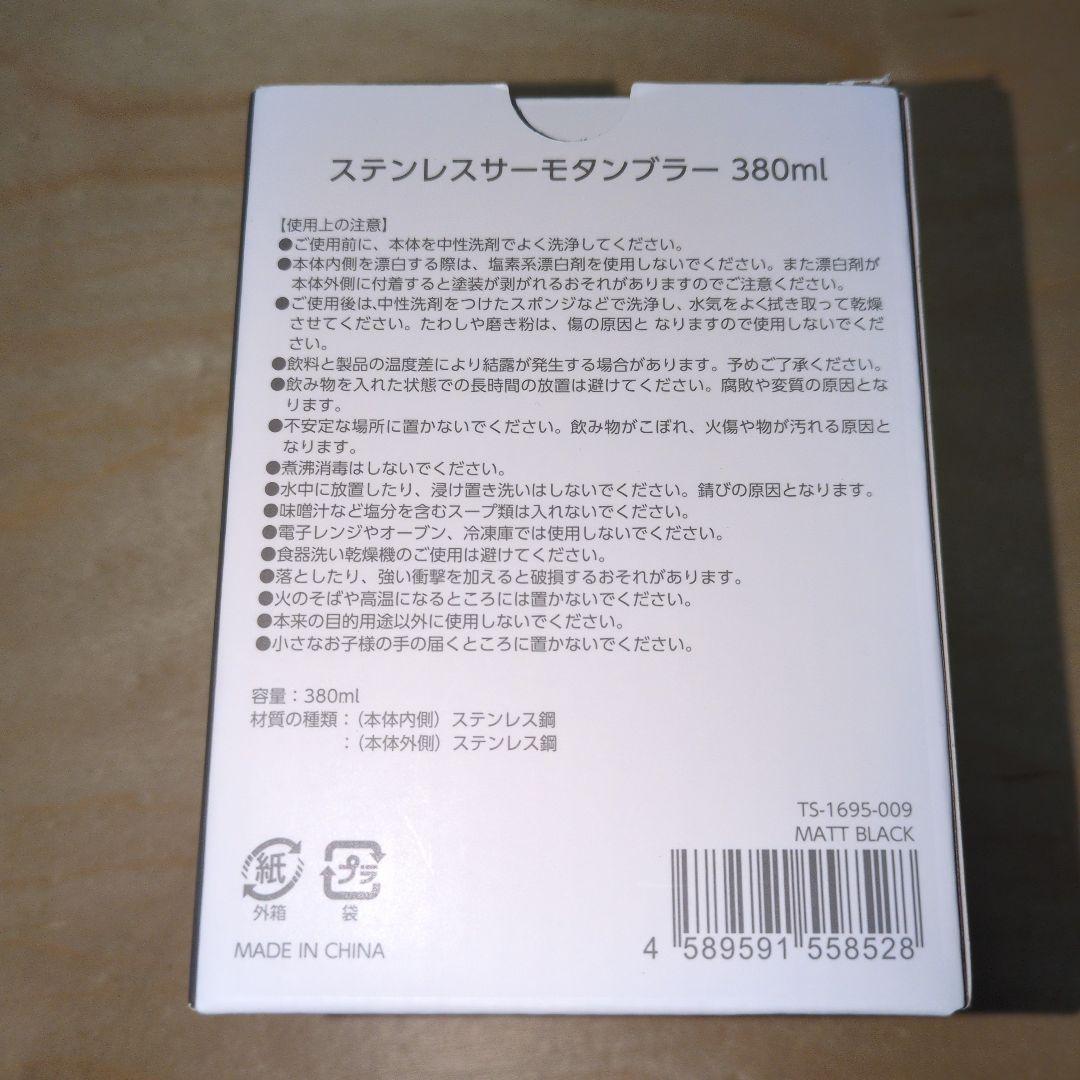 ステンレスサーモタンブラー 380ml
【使用上の注意】
●ご使用前に、本体を中性洗剤でよく洗浄してください。
●本体内側を漂白する際は、塩素系漂白剤を使用しないでください。また漂白剤が
本体外側に付着すると塗装が剥がれるおそれがありますのでご注意ください。
●ご使用後は、中性洗剤をつけたスポンジなどで洗浄し、水気をよく拭き取って乾燥
させてください。たわしや磨き粉は、傷の原因と なりますので使用しないでくだ
さい。
●飲料と製品の温度差により結露が発生する場合があります。予めご了承ください。
●飲み物を入れた状態での長時間の放置は避けてください。腐敗や変質の原因とな
ります。
●不安定な場所に置かないでください。飲み物がこぼれ、火傷や物が汚れる原因と
なります。
●煮沸消毒はしないでください。
●水中に放置したり、浸け置き洗いはしないでください。錆びの原因となります。
●味噌汁など塩分を含むスープ類は入れないでください。
●電子レンジやオーブン、冷凍庫では使用しないでください。
●食器洗い乾燥機のご使用は避けてください。
●落としたり、強い衝撃を加えると破損するおそれがあります。
●火のそばや高温になるところには置かないでください。
●本来の目的用途以外に使用しないでください。
●小さなお子様の手の届くところに置かないでください。
容量：380ml
材質の種類：（本体内側）ステンレス鋼
：（本体外側）ステンレス鋼
TS-1695-009
MATT BLACK
紙 プラ
外箱 袋
MADE IN CHINA
4 589591 558528